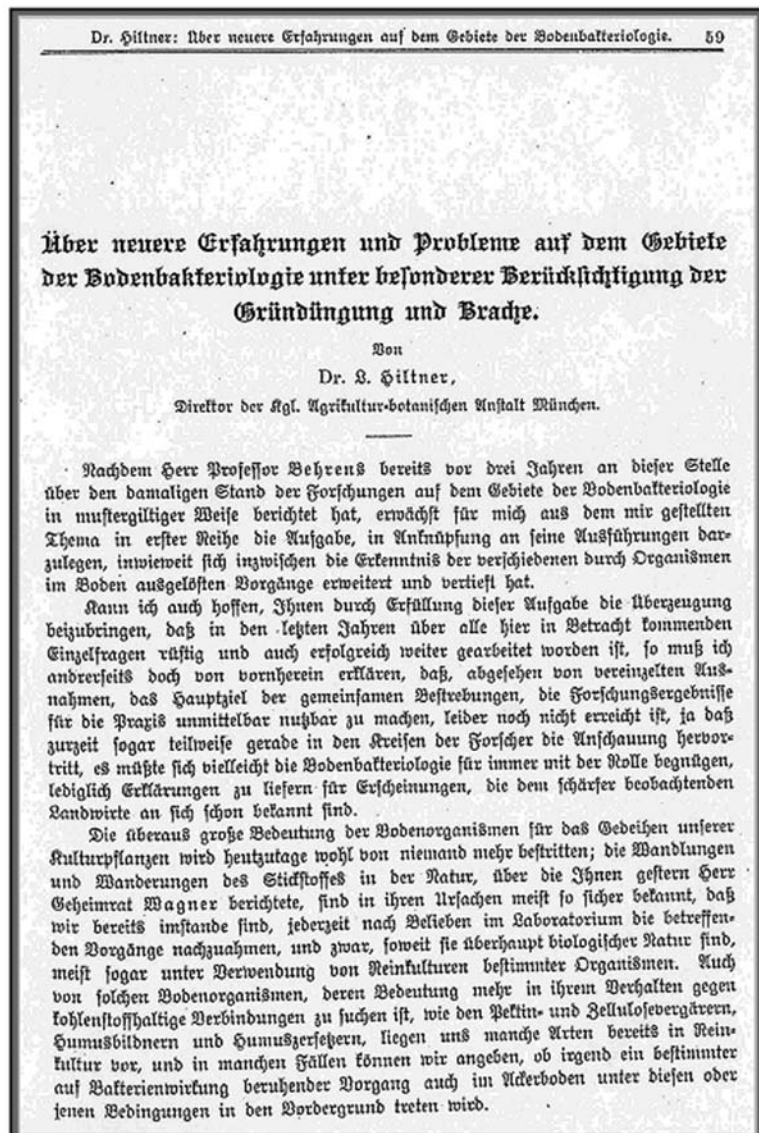 Dr. Hiltner: Über neuere Erfahrungen auf dem Gebiete der Bodenbakteriologie. 59
Über neuere Erfahrungen und Probleme auf dem Gebiete
der Bodenbakteriologie unter besonderer Berücksichtigung der
Gründüngung und Brache.
Von
Dr. L. Hiltner,
Direktor der Kgl. Agrikultur-botanischen Anstalt München.
Nachdem Herr Professor Behrens bereits vor drei Jahren an dieser Stelle
über den damaligen Stand der Forschungen auf dem Gebiete der Bodenbakteriologie
in mustergiltiger Weise berichtet hat, erwächst für mich aus dem mir gestellten
Thema in erster Reihe die Aufgabe, in Anknüpfung an seine Ausführungen dar-
zulegen, inwieweit sich inzwischen die Erkenntnis der verschiedenen durch Organismen
im Boden ausgelösten Vorgänge erweitert und vertieft hat.
Kann ich auch hoffen, Ihnen durch Erfüllung dieser Aufgabe die Überzeugung
beizubringen, daß in den letzten Jahren über alle hier in Betracht kommenden
Einzelfragen rüstig und auch erfolgreich weiter gearbeitet worden ist, so muß ich
andrerseits doch von vornherein erklären, daß, abgesehen von vereinzelten Aus-
nahmen, das Hauptziel der gemeinsamen Bestrebungen, die Forschungsergebnisse
für die Praxis unmittelbar nutzbar zu machen, leider noch nicht erreicht ist, ja daß
zurzeit sogar teilweise gerade in den Kreisen der Forscher die Anschauung hervor-
tritt, es müßte sich vielleicht die Bodenbakteriologie für immer mit der Rolle begnügen,
lediglich Erklärungen zu liefern für Erscheinungen, die dem schärfer beobachtenden
Landwirte an sich schon bekannt sind.
Die überaus große Bedeutung der Bodenorganismen für das Gedeihen unserer
Kulturpflanzen wird heutzutage wohl von niemand mehr bestritten; die Wandlungen
und Wanderungen des Stickstoffes in der Natur, über die Ihnen gestern Herr
Geheimrat Wagner berichtete, sind in ihren Ursachen meist so sicher bekannt, daß
wir bereits imstande sind, jederzeit nach Belieben im Laboratorium die betreffen-
den Vorgänge nachzuahmen, und zwar, soweit sie überhaupt biologischer Natur sind,
meist sogar unter Verwendung von Reinkulturen bestimmter Organismen. Auch
von solchen Bodenorganismen, deren Bedeutung mehr in ihrem Verhalten gegen
kohlenstoffhaltige Verbindungen zu suchen ist, wie den Pektin- und Zellulosevergärern,
Humusbildnern und Humuszersetzern, liegen uns manche Arten bereits in Rein-
kultur vor, und in manchen Fällen können wir angeben, ob irgend ein bestimmter
auf Bakterienwirkung beruhender Vorgang auch im Ackerboden unter diesen oder
jenen Bedingungen in den Vordergrund treten wird.